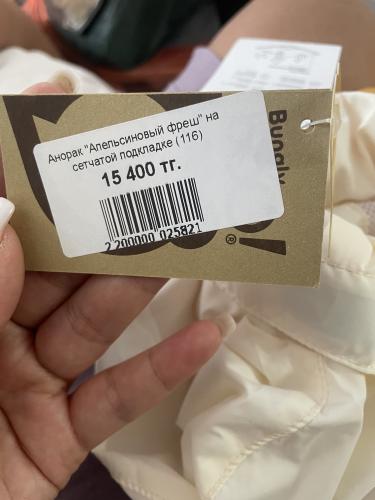 Анорак "Апельсиновый фреш" на
сетчатой подкладке (116)
15 400 тг.
2 200000 025821
®